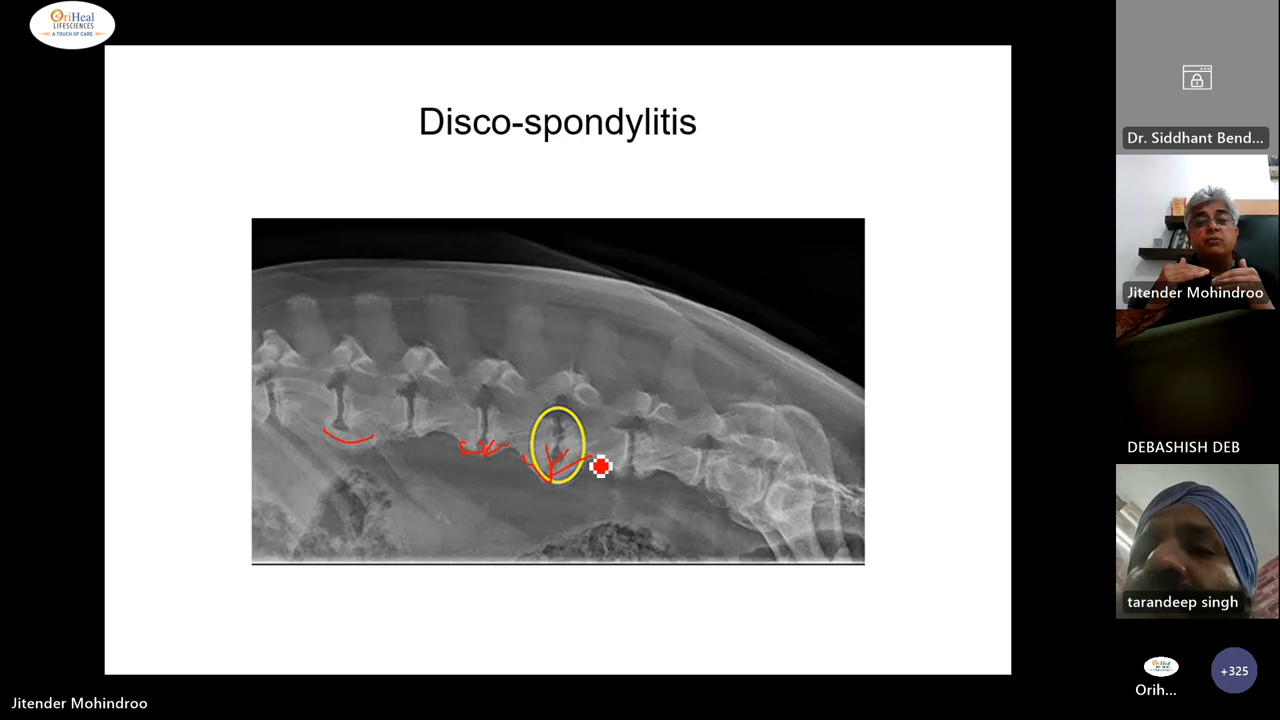 OriHeal
LIFESCIENCES
A TOUCH OF CARE
Disco-spondylitis
Dr. Siddhant Bend...
Jitender Mohindroo
DEBASHISH DEB
tarandeep singh
Orih...
+325
Jitender Mohindroo